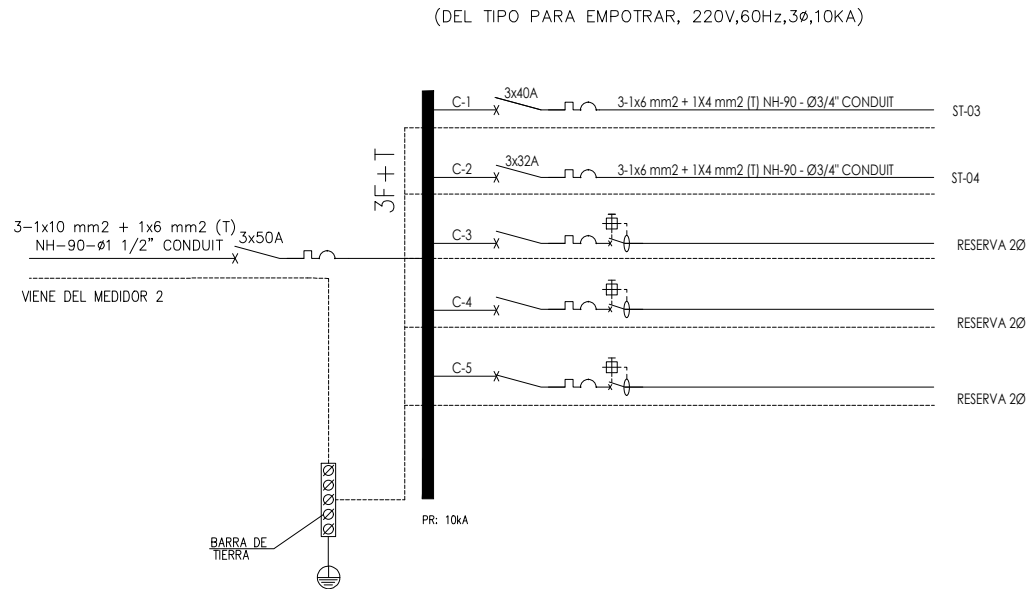 (DEL TIPO PARA EMPOTRAR, 220V,60Hz,3ø,10KA)
C-1
3x40A
3-1x6 mm2 + 1X4 mm2 (T) NH-90 - Ø3/4" CONDUIT
ST-03
3F+T
C-2
3x32A
3-1x6 mm2 + 1X4 mm2 (T) NH-90 - Ø3/4" CONDUIT
ST-04
3-1x10 mm2 + 1x6 mm2 (T)
NH-90-ø1 1/2" CONDUIT
3x50A
VIENE DEL MEDIDOR 2
C-3
RESERVA 2Ø
C-4
RESERVA 2Ø
C-5
RESERVA 2Ø
PR: 10kA
BARRA DE
TIERRA